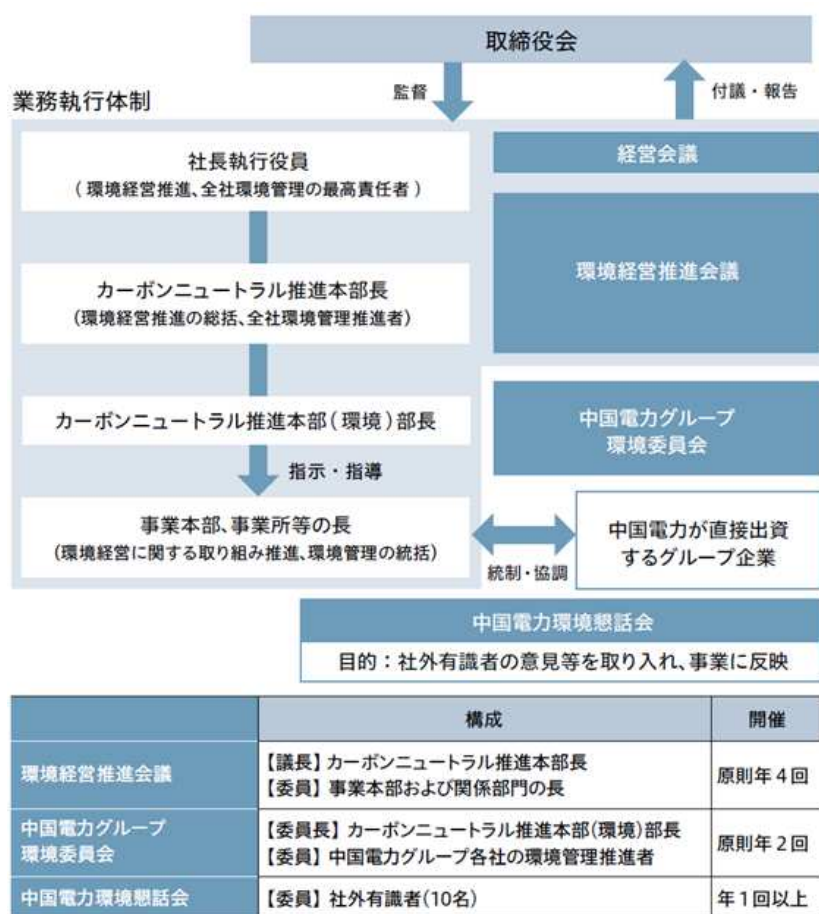 取締役会
業務執行体制
監督
付議・報告
社長執行役員
（ 環境経営推進、全社環境管理の最高責任者 ）
経営会議
環境経営推進会議
カーボンニュートラル推進本部長
(環境経営推進の総括、全社環境管理推進者)
カーボンニュートラル推進本部（環境）部長
中国電力グループ
環境委員会
指示・指導
事業本部、事業所等の長
(環境経営に関する取り組み推進、環境管理の統括)
統制・協調
中国電力が直接出資
するグループ企業
中国電力環境懇話会
目的：社外有識者の意見等を取り入れ、事業に反映
構成
開催
環境経営推進会議
【議長】カーボンニュートラル推進本部長
【委員】事業本部および関係部門の長
原則年４回
中国電力グループ
環境委員会
【委員長】カーボンニュートラル推進本部(環境)部長
【委員】中国電力グループ各社の環境管理推進者
原則年２回
中国電力環境懇話会
【委員】社外有識者(10名)
年１回以上